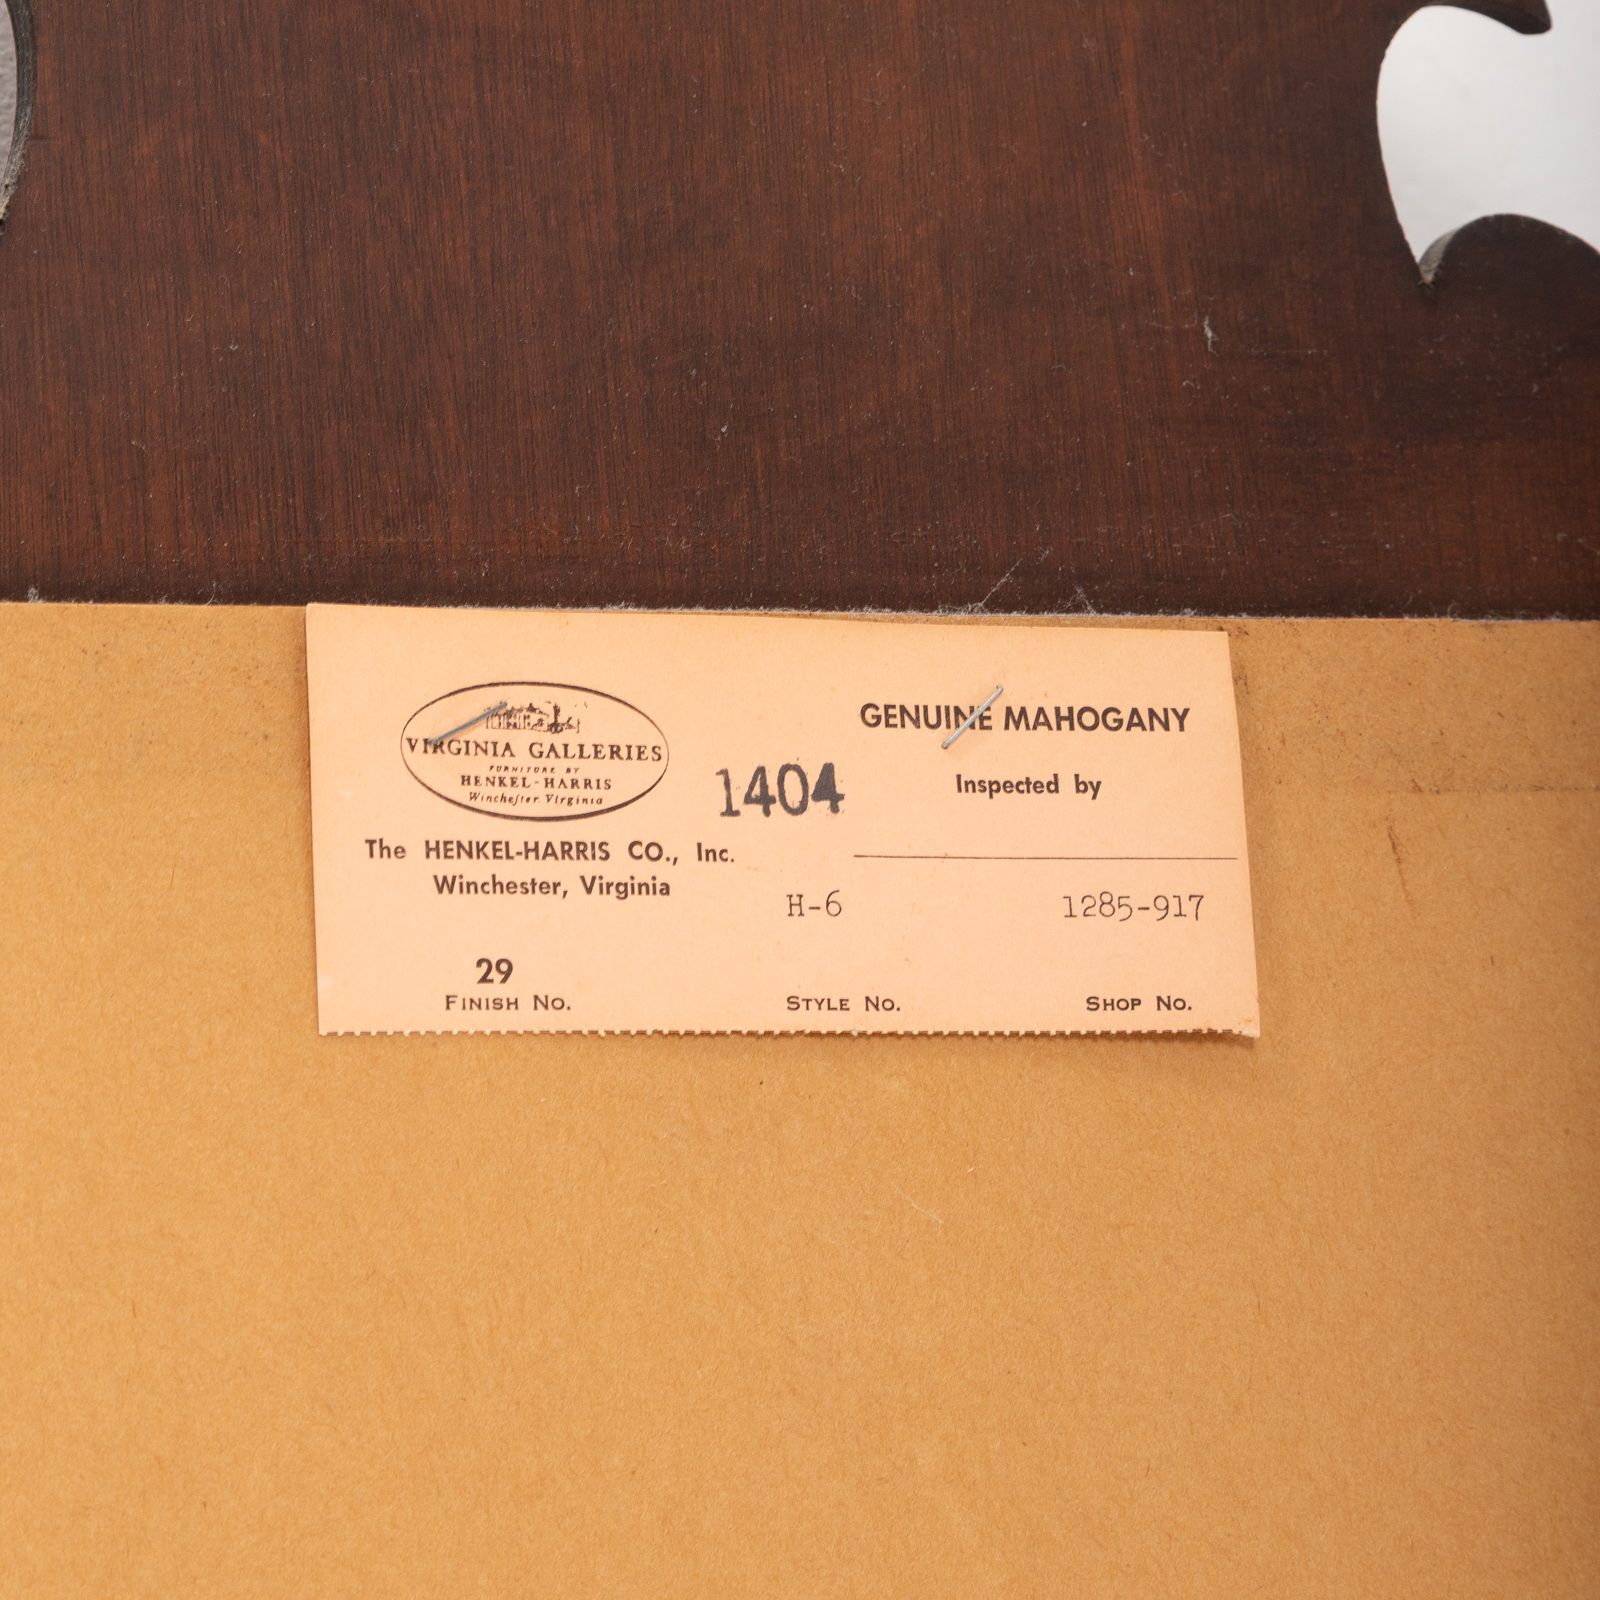 VIRGINIA GALLERIES
FURNITURE BY
HENKEL-HARRIS
Winchester. Virginia
The HENKEL-HARRIS CO., Inc.
Winchester, Virginia
1404
GENUINE MAHOGANY
Inspected by
29
FINISH NO.
H-6
STYLE NO.
1285-917
SHOP NO.